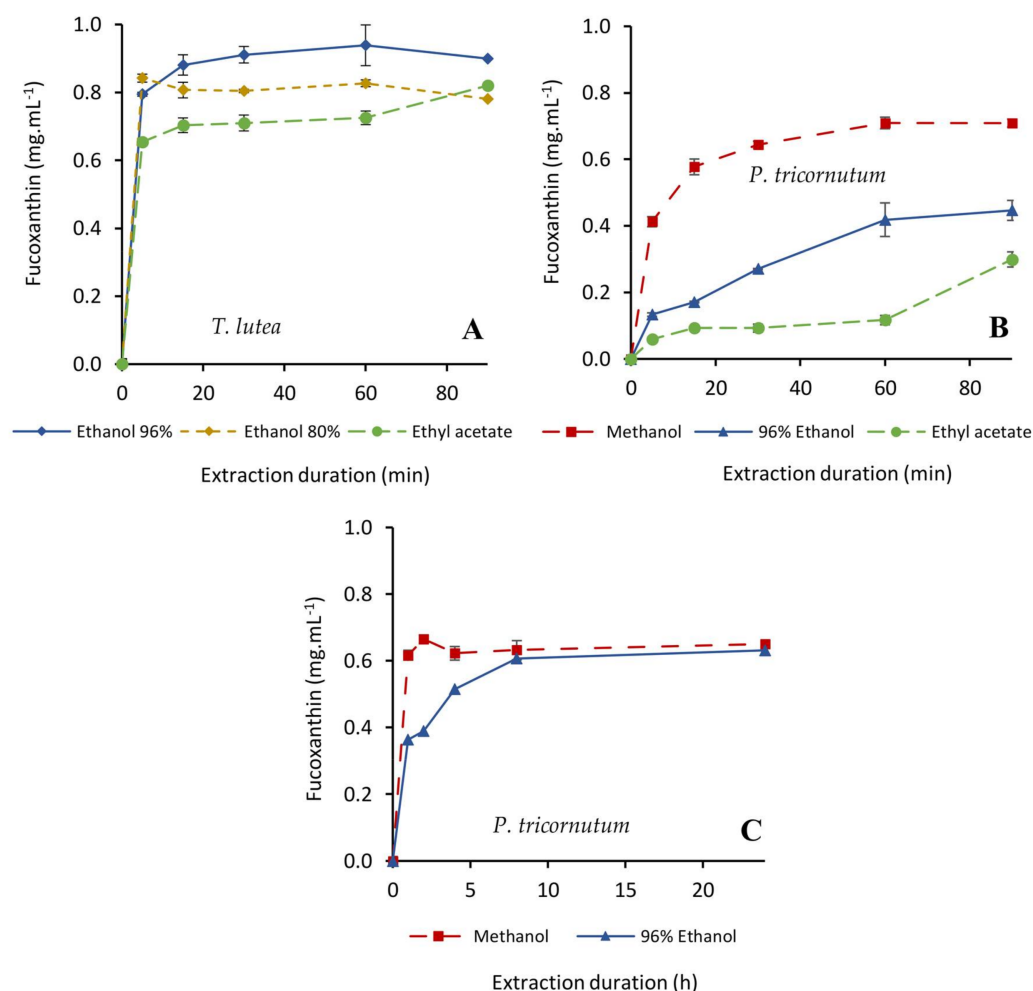 Fucoxanthin (mg.mL⁻¹)
1.0
0.8
0.6
0.4
0.2
0.0
0 20 40 60 80
T. lutea
A
Ethanol 96% Ethanol 80% Ethyl acetate
Extraction duration (min)
Fucoxanthin (mg.mL⁻¹)
1.0
0.8
0.6
0.4
0.2
0.0
0 20 40 60 80
P. tricornutum
B
Methanol 96% Ethanol Ethyl acetate
Extraction duration (min)
Fucoxanthin (mg.mL⁻¹)
1.0
0.8
0.6
0.4
0.2
0.0
0 5 10 15 20
P. tricornutum
C
Methanol 96% Ethanol
Extraction duration (h)